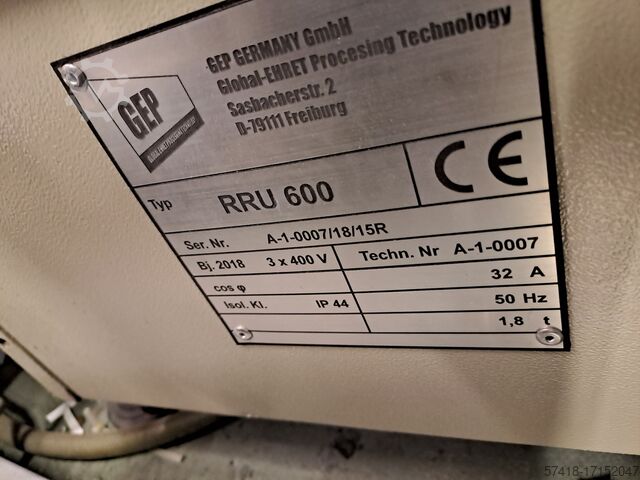 GEP GERMANY GmbH
Global-EHRET Procesing Technology
Sasbacherstr. 2
D-79111 Freiburg
GEP
Typ RRU 600 CE
Ser. Nr. A-1-0007/18/15R
Bj. 2018 3 x 400 V Techn. Nr A-1-0007
cos φ 32 A
Isol. Kl. IP 44 50 Hz
1,8 t
57418-17152047